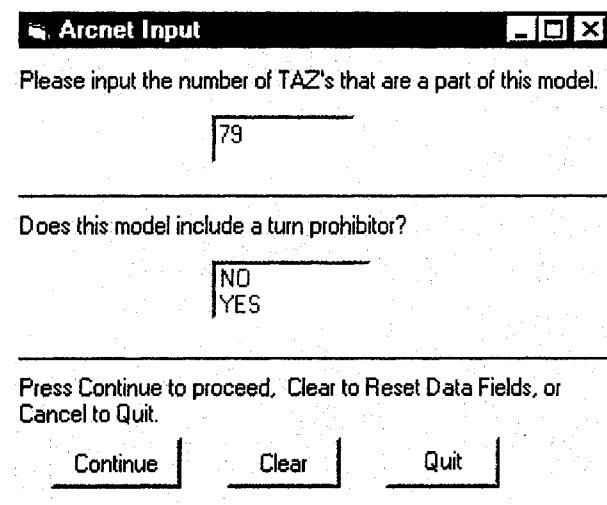 Arcnet Input
Please input the number of TAZ's that are a part of this model.
79
Does this model include a turn prohibitor?
NO
YES
Press Continue to proceed, Clear to Reset Data Fields, or
Cancel to Quit.
Continue Clear Quit